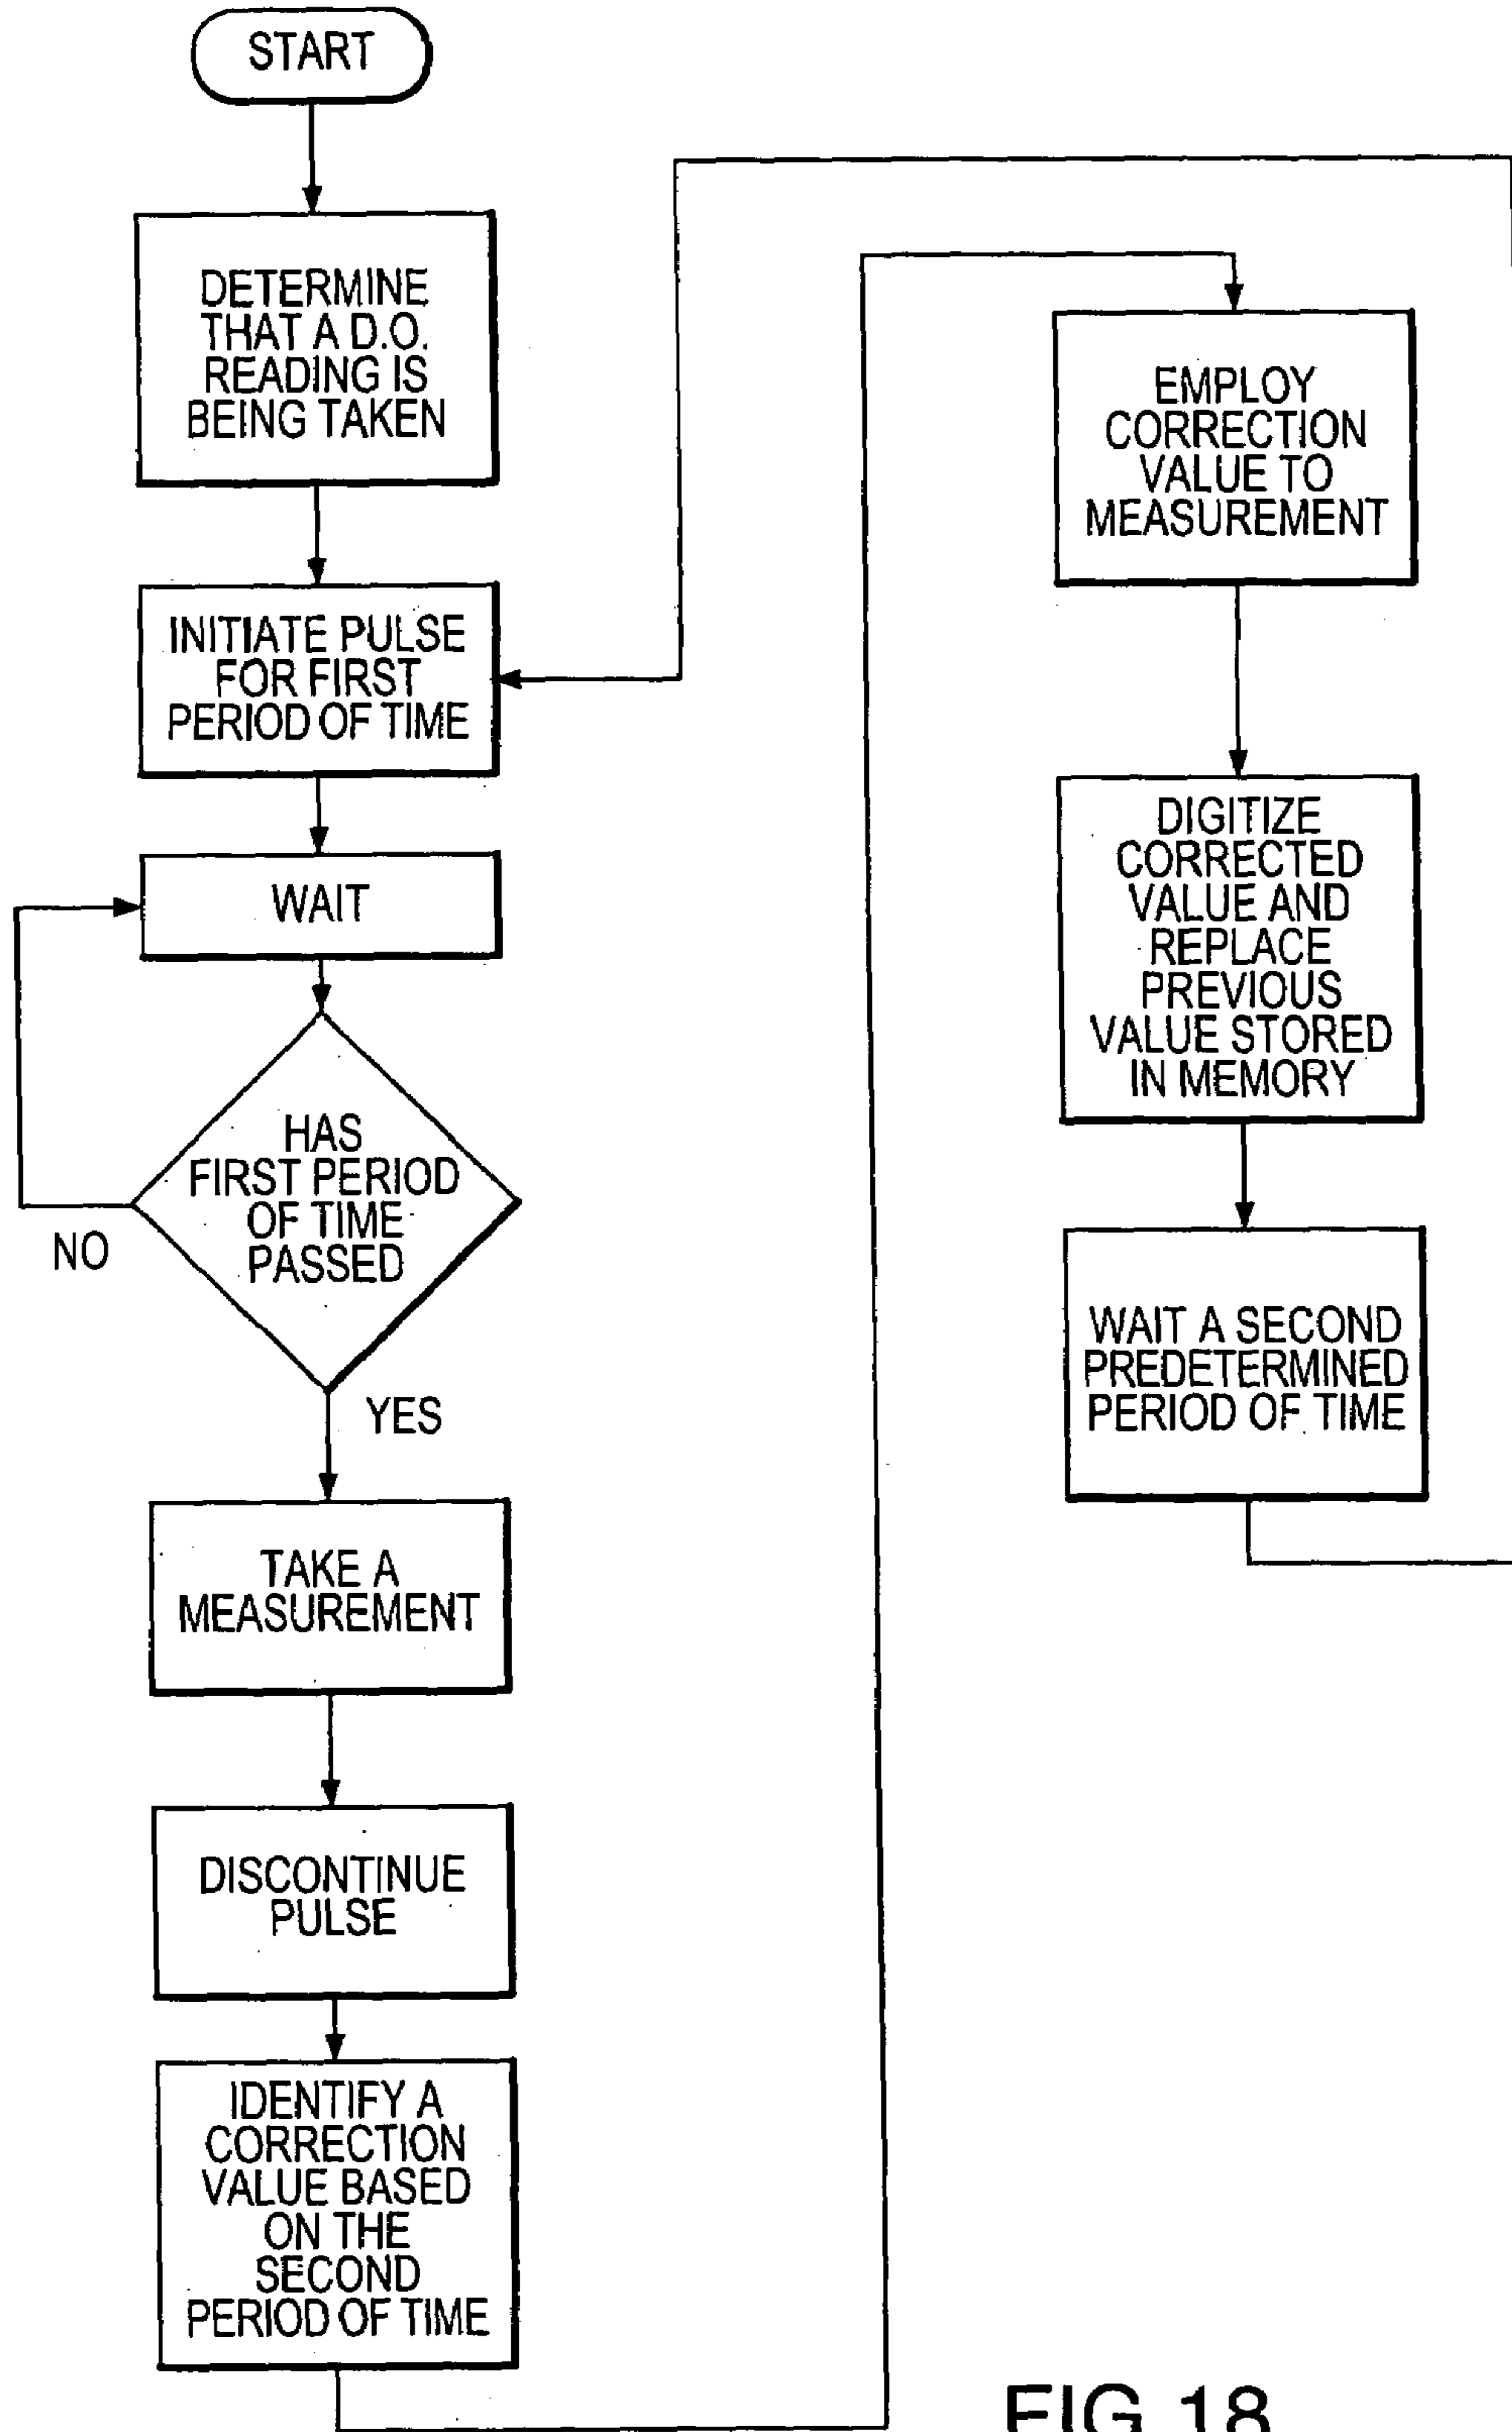 START
DETERMINE
THAT A D.O.
READING IS
BEING TAKEN
INITIATE PULSE
FOR FIRST
PERIOD OF TIME
WAIT
HAS
FIRST PERIOD
OF TIME
PASSED
NO
YES
TAKE A
MEASUREMENT
DISCONTINUE
PULSE
IDENTIFY A
CORRECTION
VALUE BASED
ON THE
SECOND
PERIOD OF TIME
EMPLOY
CORRECTION
VALUE TO
MEASUREMENT
DIGITIZE
CORRECTED
VALUE AND
REPLACE
PREVIOUS
VALUE STORED
IN MEMORY
WAIT A SECOND
PREDETERMINED
PERIOD OF TIME
FIG 18